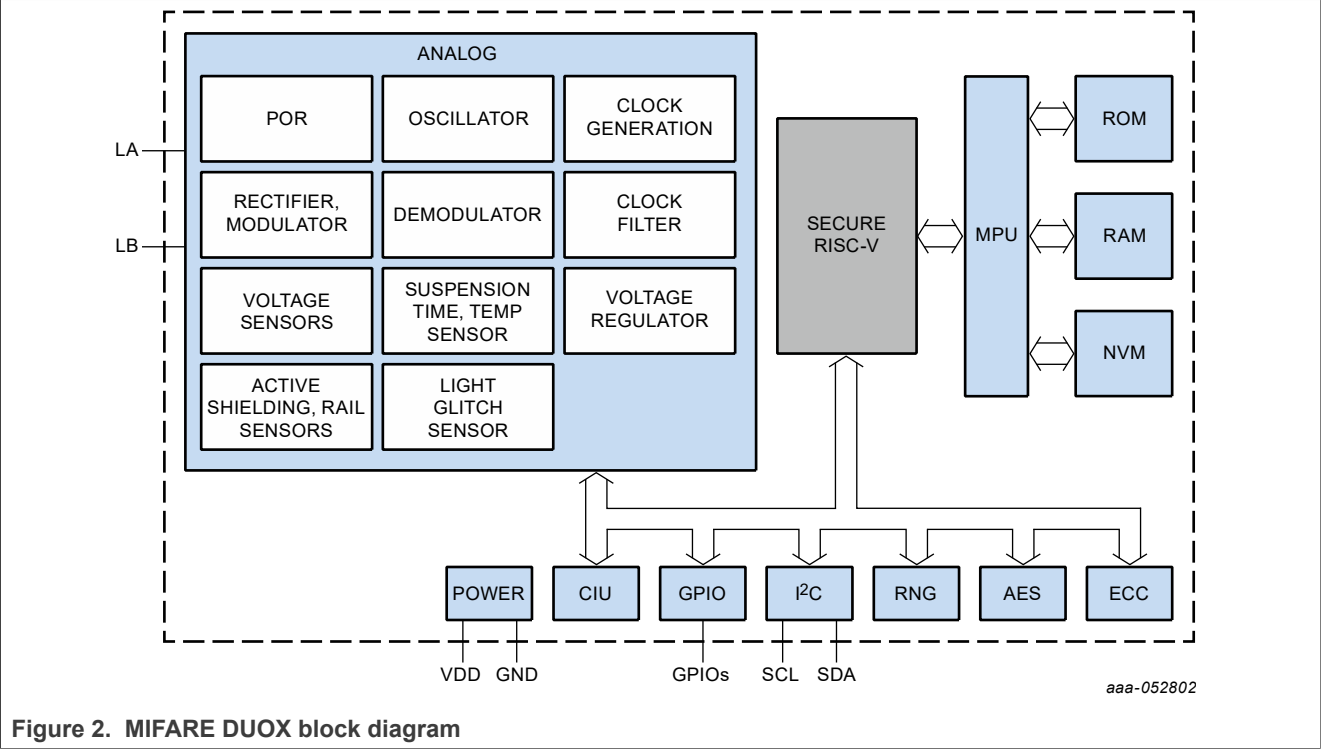 ANALOG
POR
OSCILLATOR
CLOCK
GENERATION
LA
RECTIFIER,
MODULATOR
DEMODULATOR
CLOCK
FILTER
LB
VOLTAGE
SENSORS
SUSPENSION
TIME, TEMP
SENSOR
VOLTAGE
REGULATOR
ACTIVE
SHIELDING, RAIL
SENSORS
LIGHT
GLITCH
SENSOR
SECURE
RISC-V
MPU
ROM
RAM
NVM
POWER
CIU
GPIO
I²C
RNG
AES
ECC
VDD
GND
GPIOs
SCL
SDA
aaa-052802
Figure 2. MIFARE DUOX block diagram